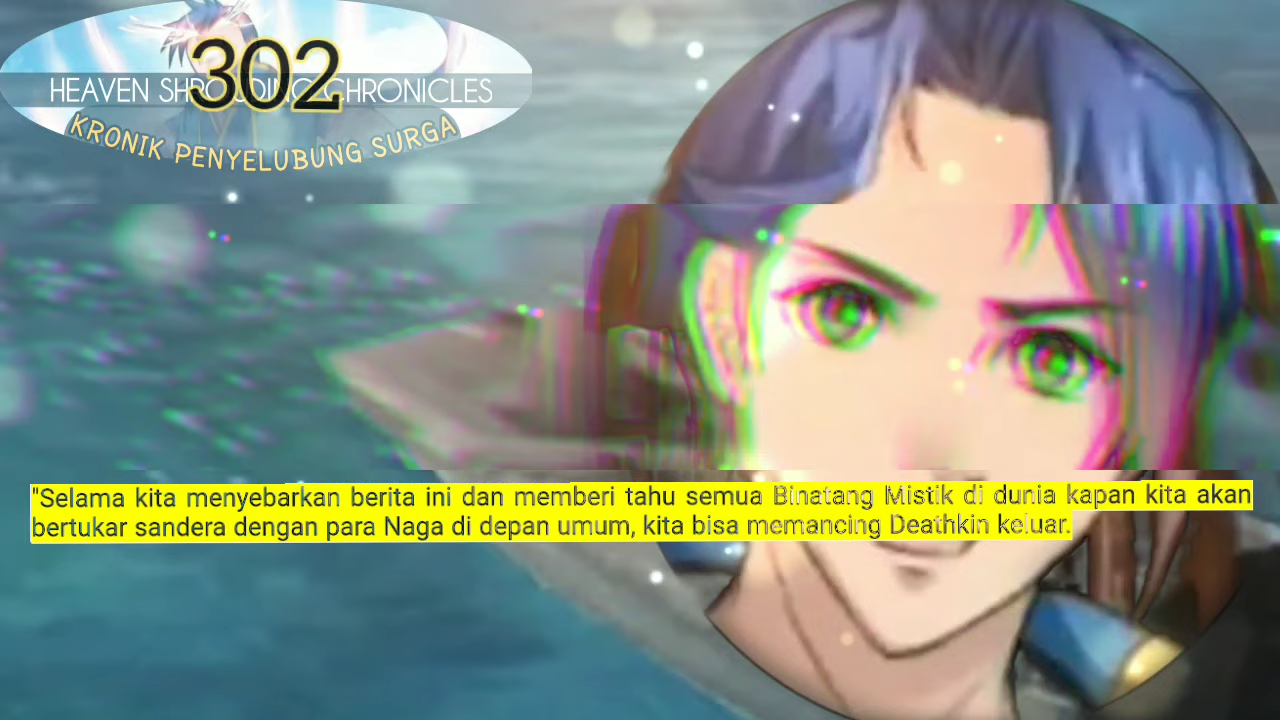 302
HEAVEN SHROUDING CHRONICLES
KRONIK PENYELUBUNG SURGA
"Selama kita menyebarkan berita ini dan memberi tahu semua Binatang Mistik di dunia kapan kita akan
bertukar sandera dengan para Naga di depan umum, kita bisa memancing Deathkin keluar.